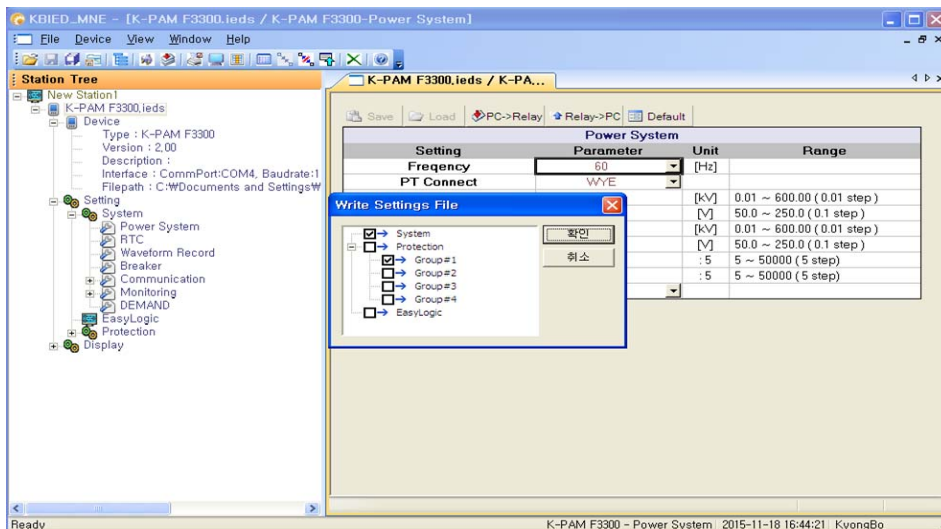 KBIED_MNE - [K-PAM F3300.ieds / K-PAM F3300-Power System]
File Device View Window Help
Station Tree
New Station1
K-PAM F3300,ieds
Device
Type : K-PAM F3300
Version : 2,00
Description :
Interface : CommPort:COM4, Baudrate:1
Filepath : C:₩Documents and Settings₩
Setting
System
Power System
RTC
Waveform Record
Breaker
Communication
Monitoring
DEMAND
EasyLogic
Protection
Display
K-PAM F3300,ieds / K-PA...
Save Load PC->Relay Relay->PC Default
Power System
Setting Parameter Unit Range
Freqency 60 [Hz]
PT Connect WYE
[kV] 0.01 ~ 600.00 ( 0.01 step )
[V] 50.0 ~ 250.0 ( 0.1 step )
[kV] 0.01 ~ 600.00 ( 0.01 step )
[V] 50.0 ~ 250.0 ( 0.1 step )
: 5 5 ~ 50000 (5 step)
: 5 5 ~ 50000 (5 step)
Write Settings File
System
Protection
Group#1
Group#2
Group#3
Group#4
EasyLogic
확인
취소
Ready K-PAM F3300 - Power System 2015-11-18 16:44:21 KyongBo